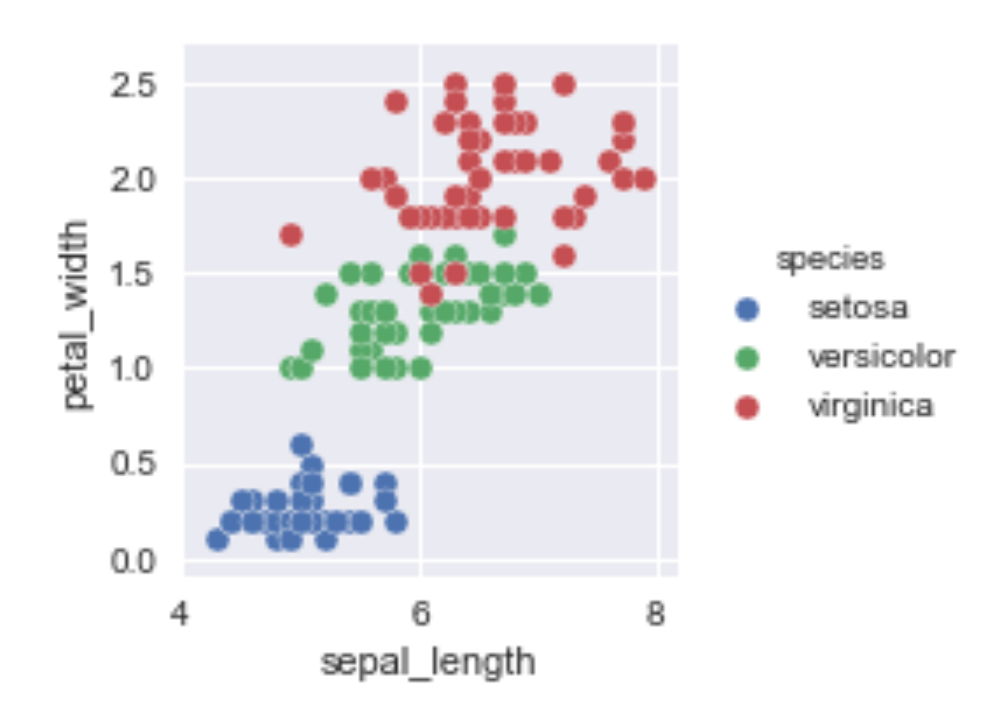 2.5
2.0
1.5
1.0
0.5
0.0
petal_width
4 6 8
sepal_length
species
setosa
versicolor
virginica